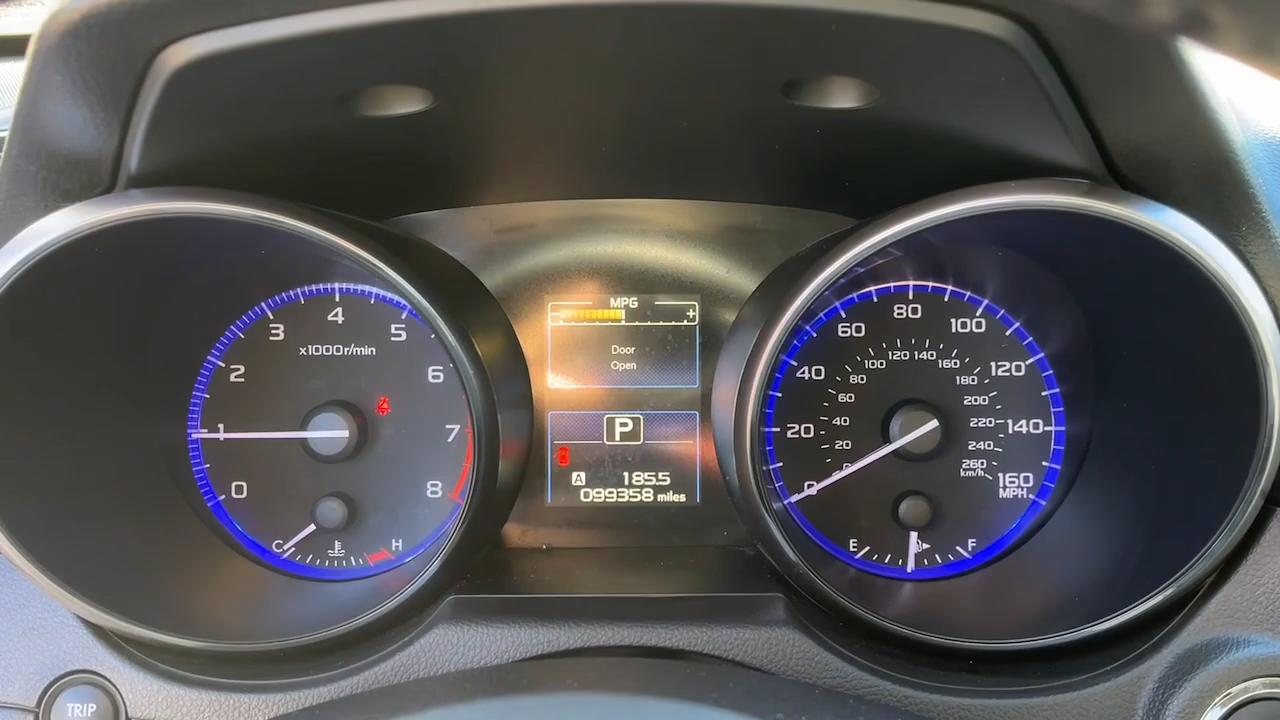 MPG
- +
Door
Open
P
A 185.5
099358 miles
0 1 2 3 4 5 6 7 8
x1000r/min
C H
0 20 40 60 80 100 120 140 160
MPH
0 20 40 60 80 100 120 140 160 180 200 220 240 260
km/h
E F
TRIP